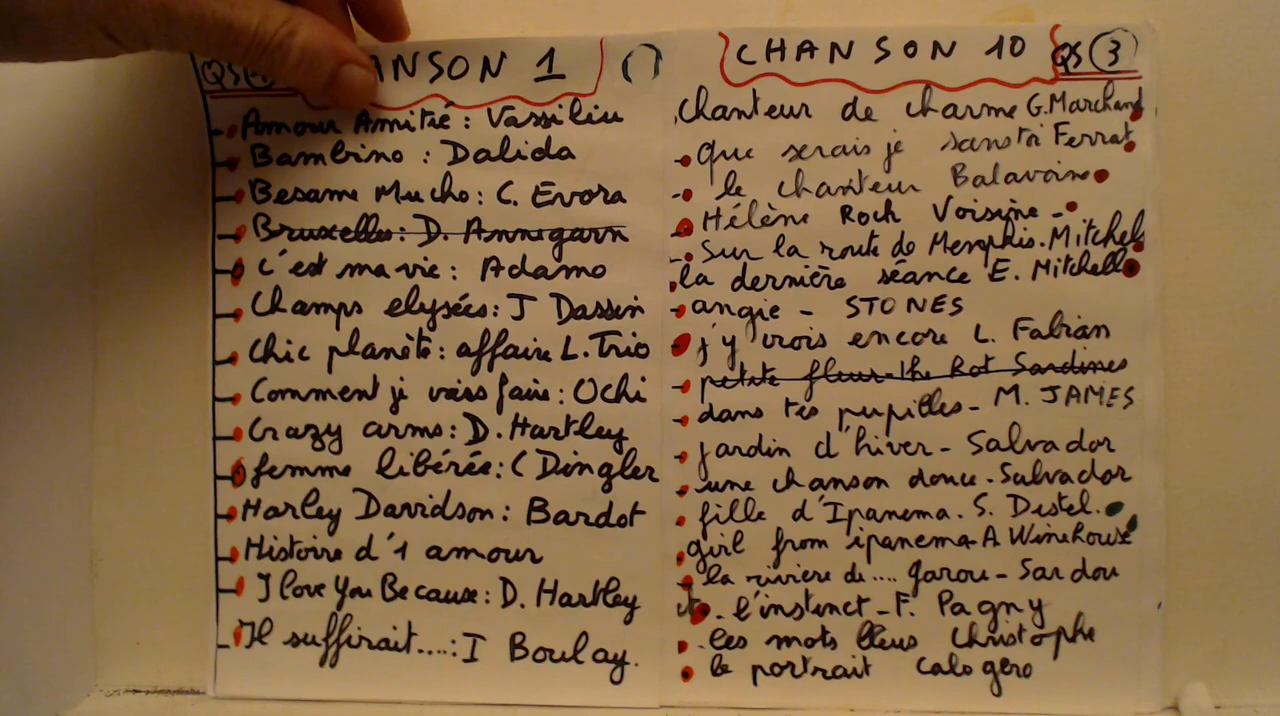 ANSON 1
Amour Amitié : Vassiliu
Bambino : Dalida
Besame Mucho : C. Evora
Bruxelles : D. Annegarn
C'est ma vie : Adamo
Champs elysées : J Dassin
Chic planète : affaire L. Trio
Comment je vais faire : Ochi
Crazy arms : D. Hartley
femme libérée : C Dingler
Harley Davidson : Bardot
Histoire d'1 amour
I love You Because : D. Hartley
Il suffirait....: I Boulay.
CHANSON 10 QS 3
Chanteur de charme G. Marchand
que serais je sans toi Ferrat
le chanteur Balavoine
Hélène Roch Voisine -
Sur la route de Memphis. Mitchel
la dernière séance E. Mitchell
angie - STONES
j'y crois encore L. Fabian
petite fleur - the Rot Sardines
dans tes pupilles - M. JAMES
jardin d'hiver - Salvador
une chanson douce - Salvador
fille d'Ipanema. S. Distel.
girl from ipanema - A Winehouse
la rivière de .... Garou - Sardou
l'instinct - F. Pagny
les mots bleus Christophe
le portrait Calogero